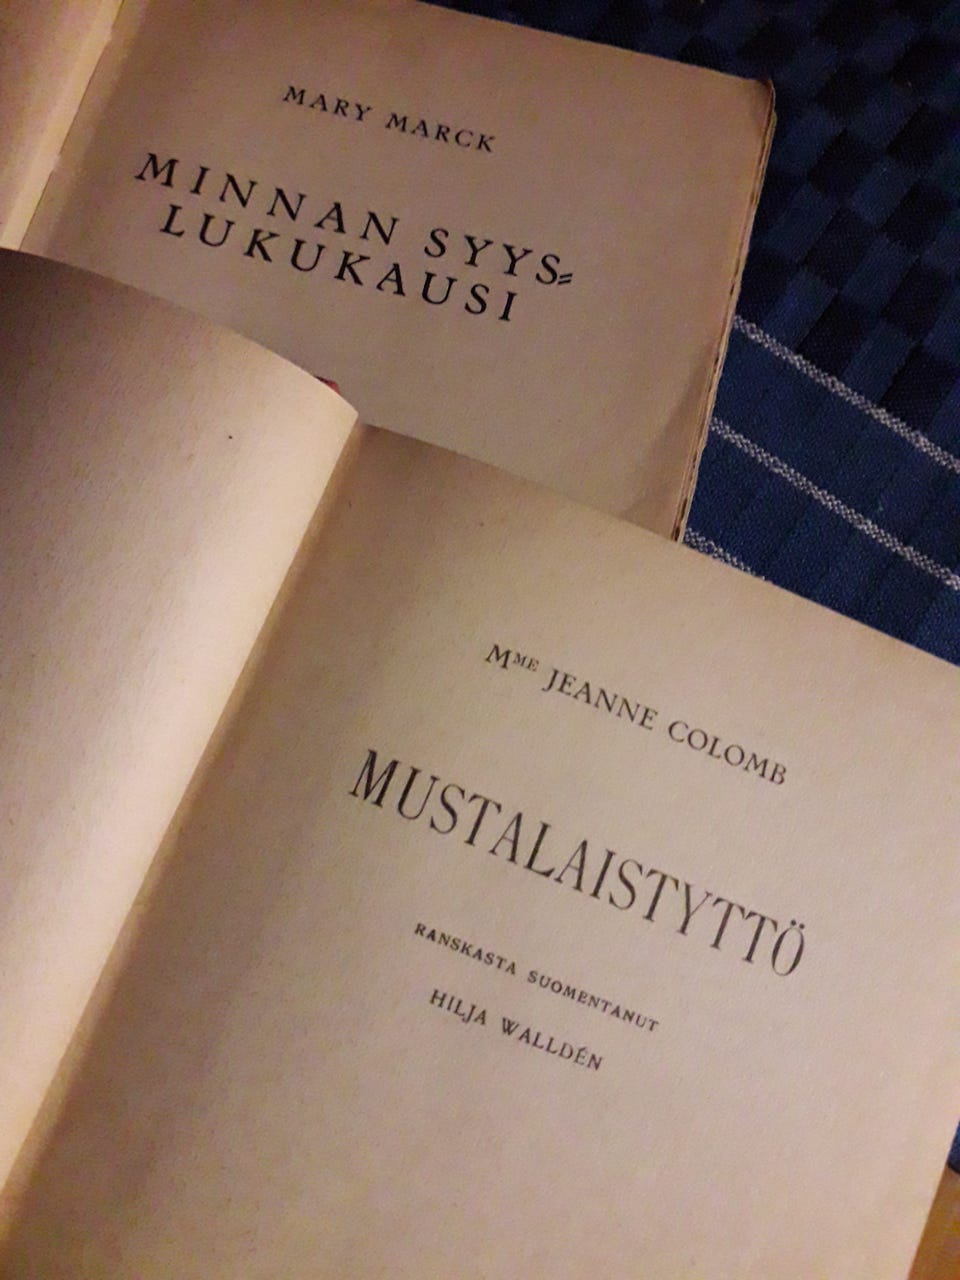 MARY MARCK
MINNAN SYYS=
LUKUKAUSI
MME JEANNE COLOMB
MUSTALAISTYTTÖ
RANSKASTA SUOMENTANUT
HILJA WALLDÉN